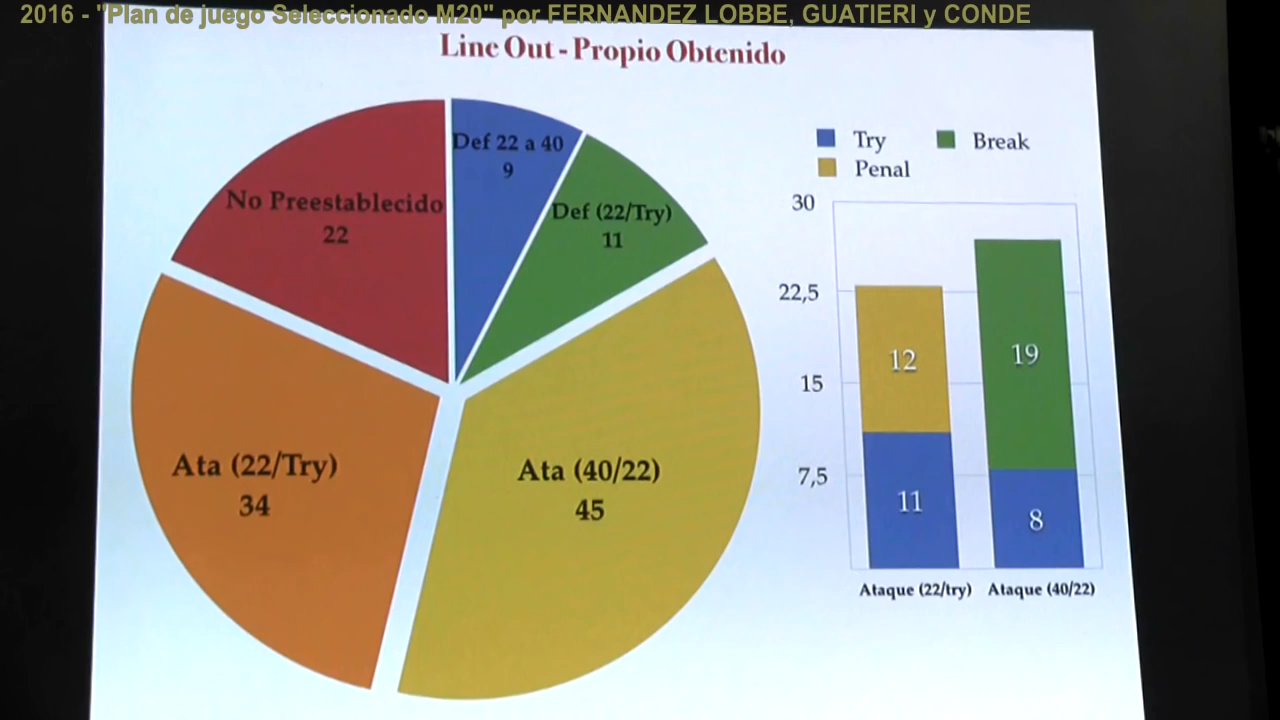 2016 - "Plan de juego Seleccionado M20" por FERNANDEZ LOBBE, GUATIERI y CONDE
Line Out - Propio Obtenido
Def 22 a 40
9
Def (22/Try)
11
No Preestablecido
22
Ata (22/Try)
34
Ata (40/22)
45
Try
Break
Penal
30
22,5
15
7,5
12
19
11
8
Ataque (22/try)
Ataque (40/22)